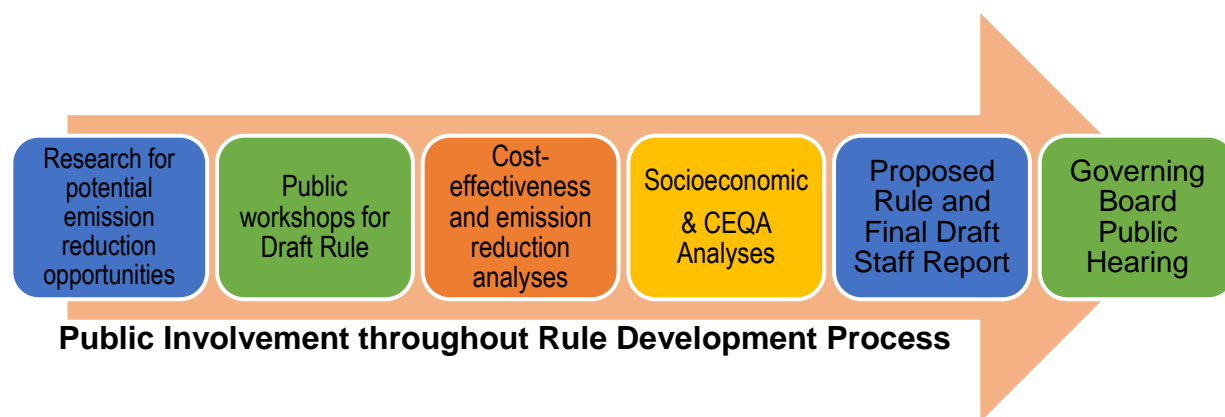 Research for
potential
emission
reduction
opportunities
Public
workshops for
Draft Rule
Cost-
effectiveness
and emission
reduction
analyses
Socioeconomic
& CEQA
Analyses
Proposed
Rule and
Final Draft
Staff Report
Governing
Board
Public
Hearing
Public Involvement throughout Rule Development Process